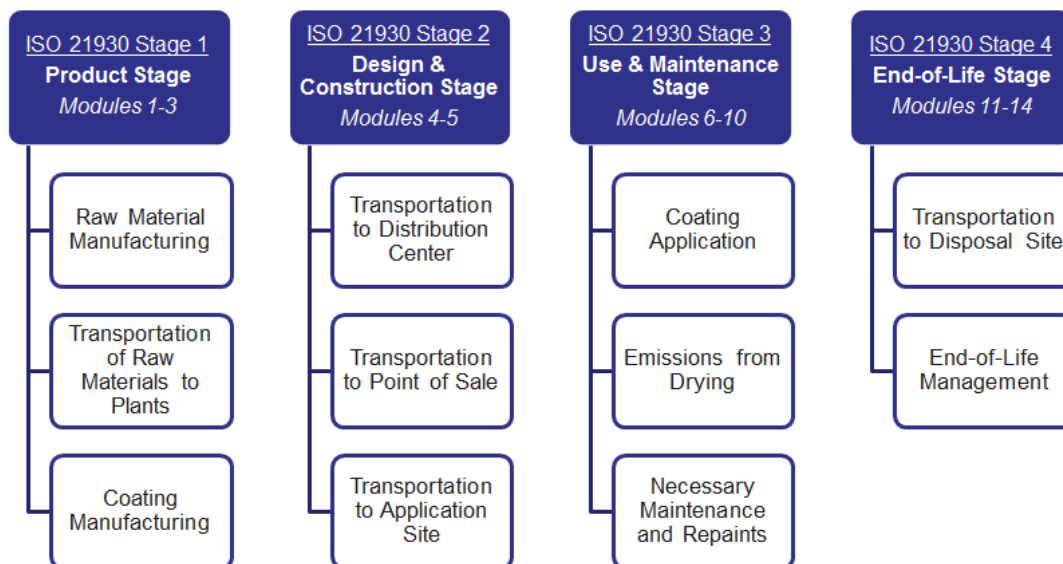 ISO 21930 Stage 1
Product Stage
Modules 1-3
Raw Material
Manufacturing
Transportation
of Raw
Materials to
Plants
Coating
Manufacturing
ISO 21930 Stage 2
Design &
Construction Stage
Modules 4-5
Transportation
to Distribution
Center
Transportation
to Point of Sale
Transportation
to Application
Site
ISO 21930 Stage 3
Use & Maintenance
Stage
Modules 6-10
Coating
Application
Emissions from
Drying
Necessary
Maintenance
and Repaints
ISO 21930 Stage 4
End-of-Life Stage
Modules 11-14
Transportation
to Disposal Site
End-of-Life
Management